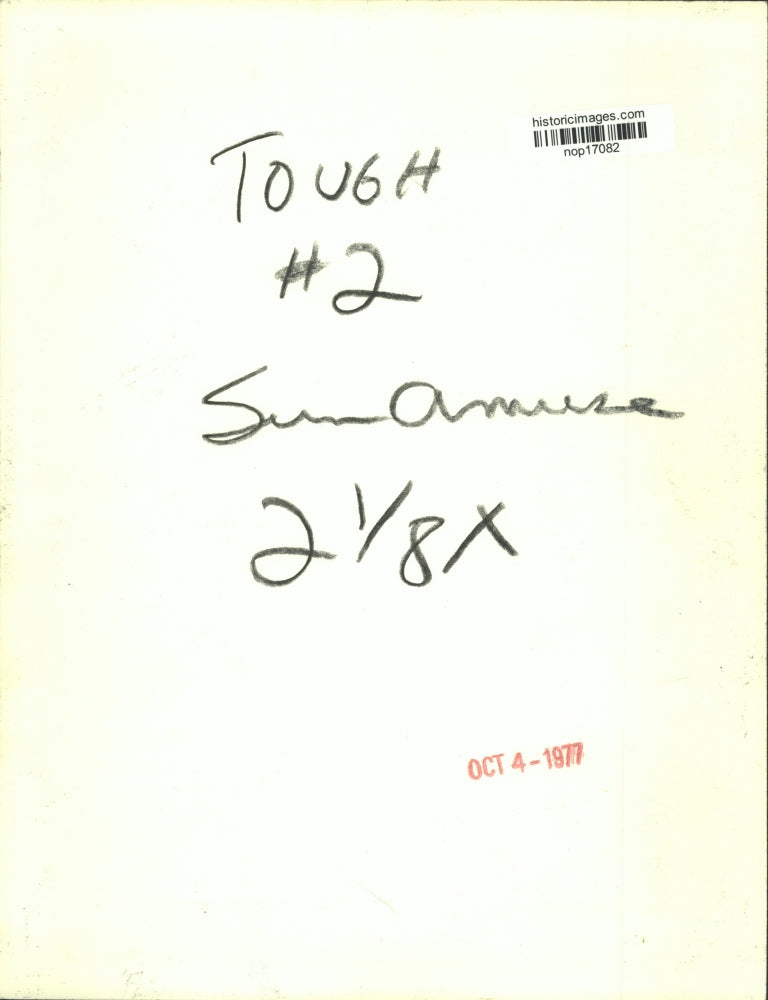 historicimages.com
nop17082
TOUGH
#2
Sun Amuse
2 1/8 X
OCT 4 - 1977